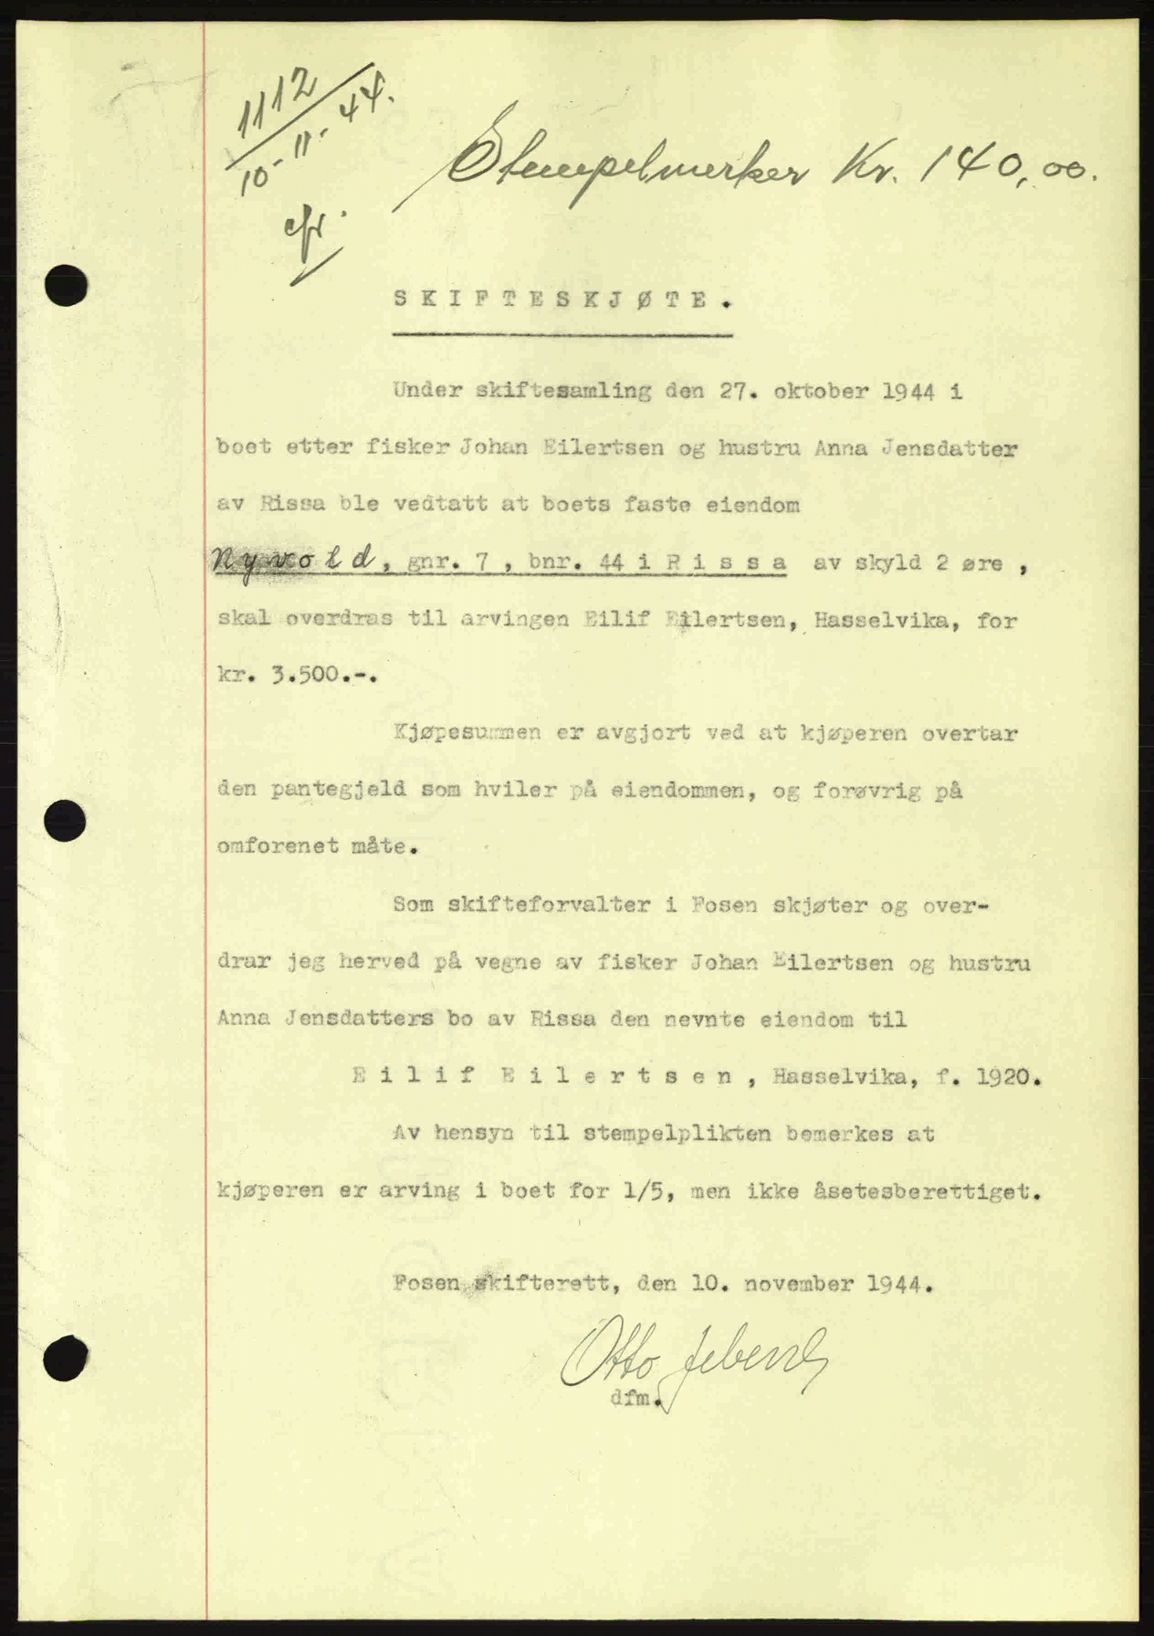 1112
10-11-44.
Stempelmerker Kr. 140,00.
SKIFTESKJØTE.
Under skiftesamling den 27. oktober 1944 i
boet etter fisker Johan Eilertsen og hustru Anna Jensdatter
av Rissa ble vedtatt at boets faste eiendom
Nyvold, gnr. 7, bnr. 44 i Rissa av skyld 2 øre,
skal overdras til arvingen Eilif Eilertsen, Hasselvika, for
kr. 3.500.-.
Kjøpesummen er avgjort ved at kjøperen overtar
den pantegjeld som hviler på eiendommen, og forøvrig på
omforenet måte.
Som skifteforvalter i Fosen skjøter og over-
drar jeg herved på vegne av fisker Johan Eilertsen og hustru
Anna Jensdatters bo av Rissa den nevnte eiendom til
Eilif Eilertsen, Hasselvika, f. 1920.
Av hensyn til stempelplikten bemerkes at
kjøperen er arving i boet for 1/5, men ikke åsetesberettiget.
Fosen skifterett, den 10. november 1944.
Otto
dfm.